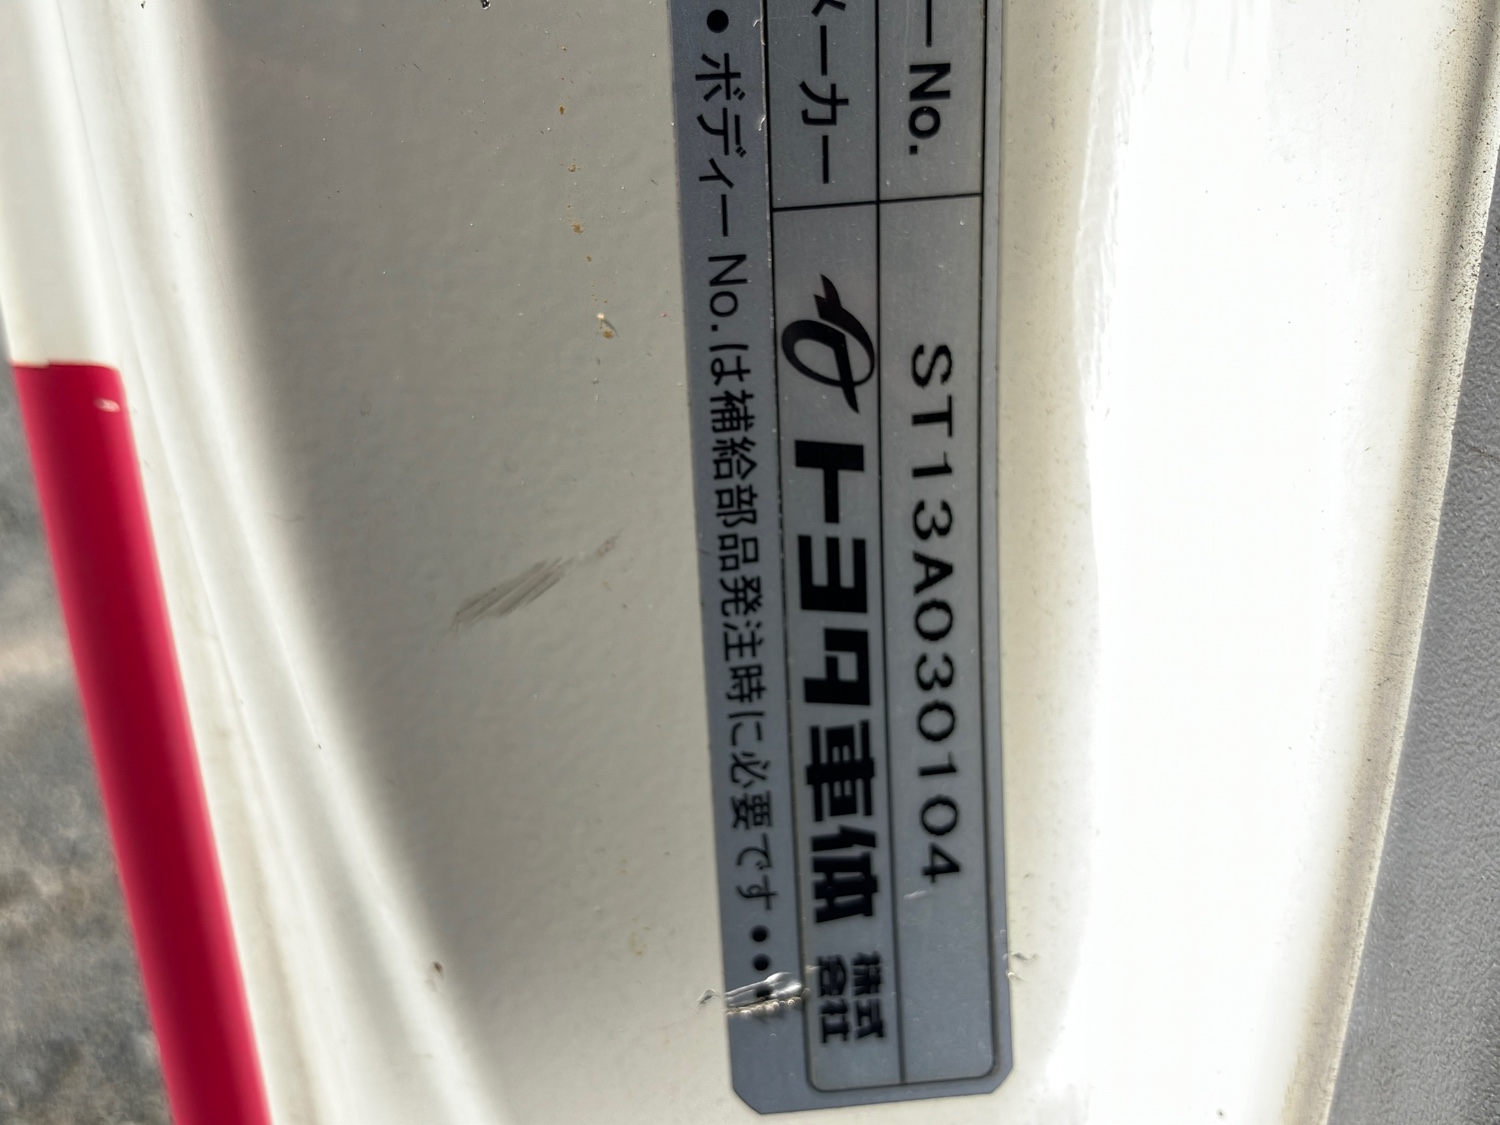 ー No. ST13A030104
メーカー トヨタ車体 株式会社
・ボディー No.は補給部品発注時に必要です・・・